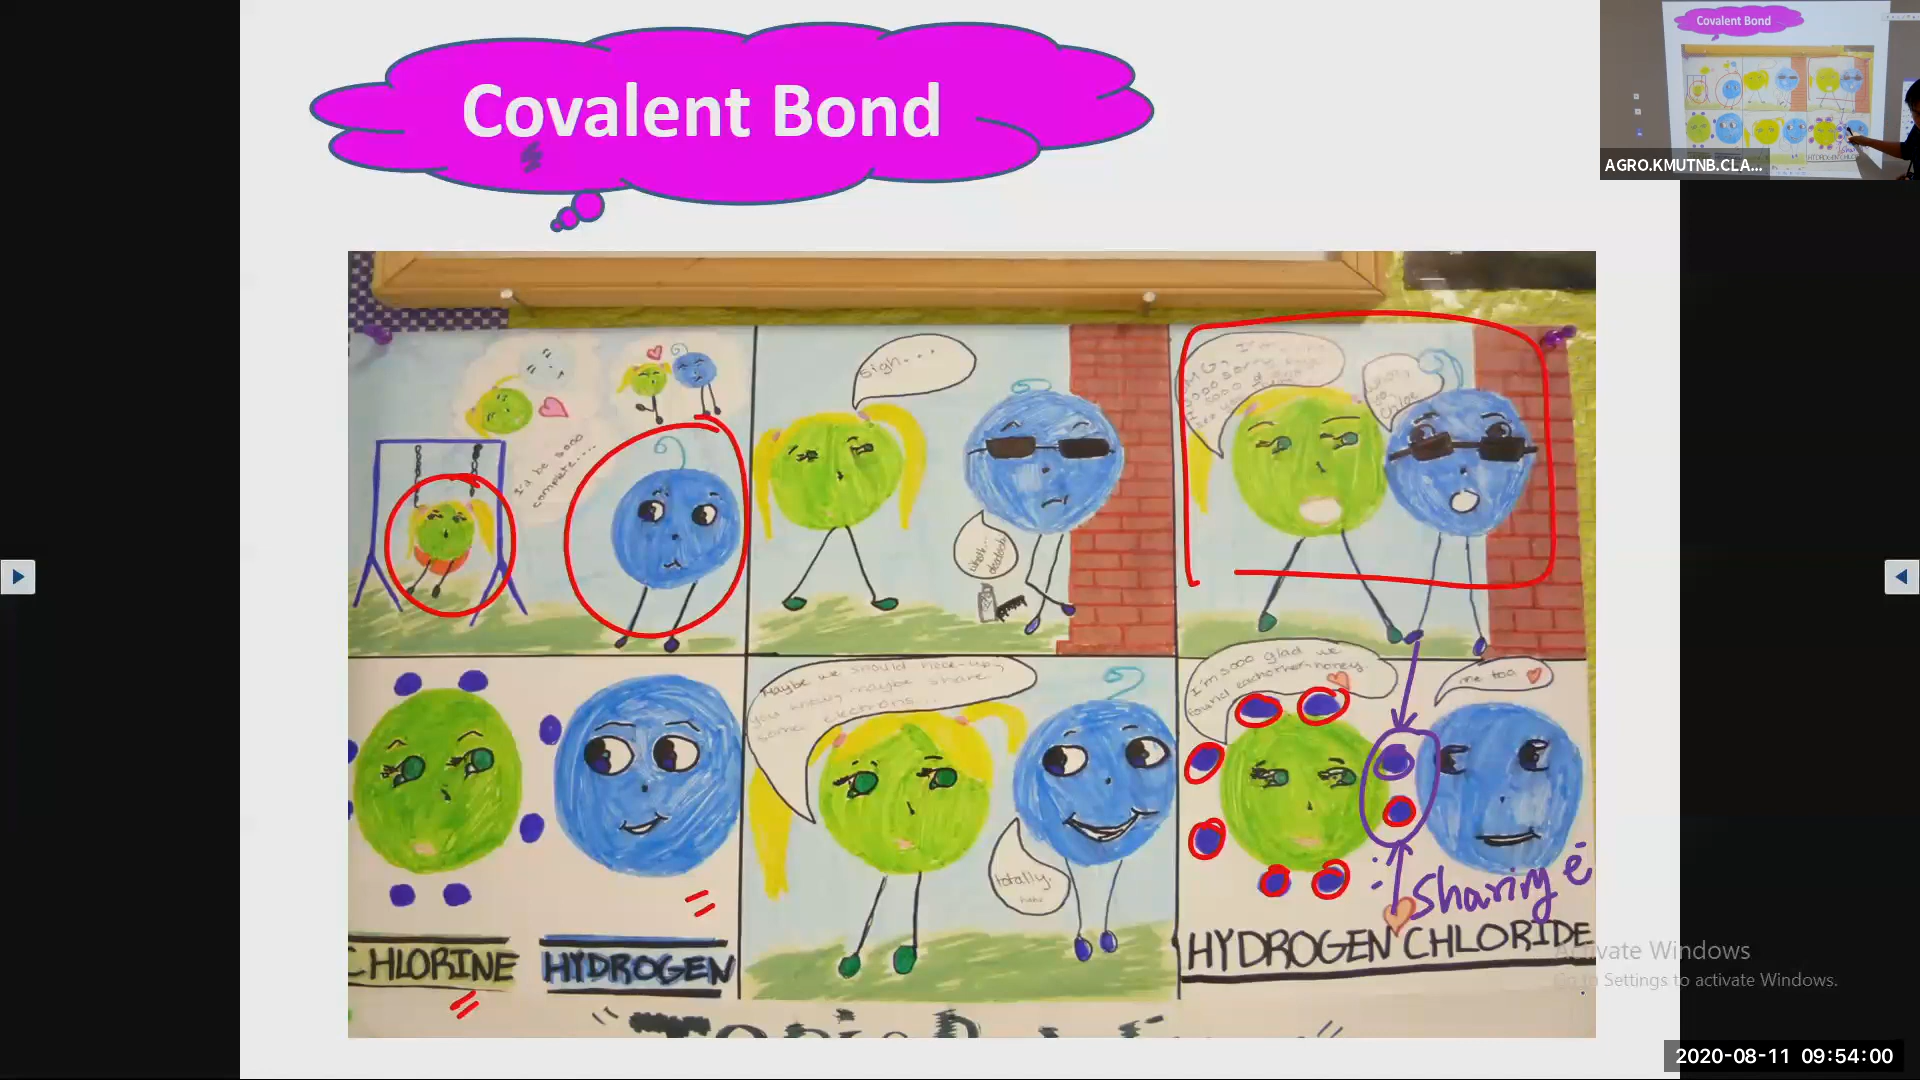 Covalent Bond
Covalent Bond
AGRO.KMUTNB.CLA...
I'd be sooo
complete....
Sigh...
totally.
haha
Maybe we should meet-up,
you know, maybe share
some electrons...
I'm sooo glad we
found eachother honey.
me too
CHLORINE
HYDROGEN
sharing e-
HYDROGEN CHLORIDE
Activate Windows
Go to Settings to activate Windows.
2020-08-11 09:54:00